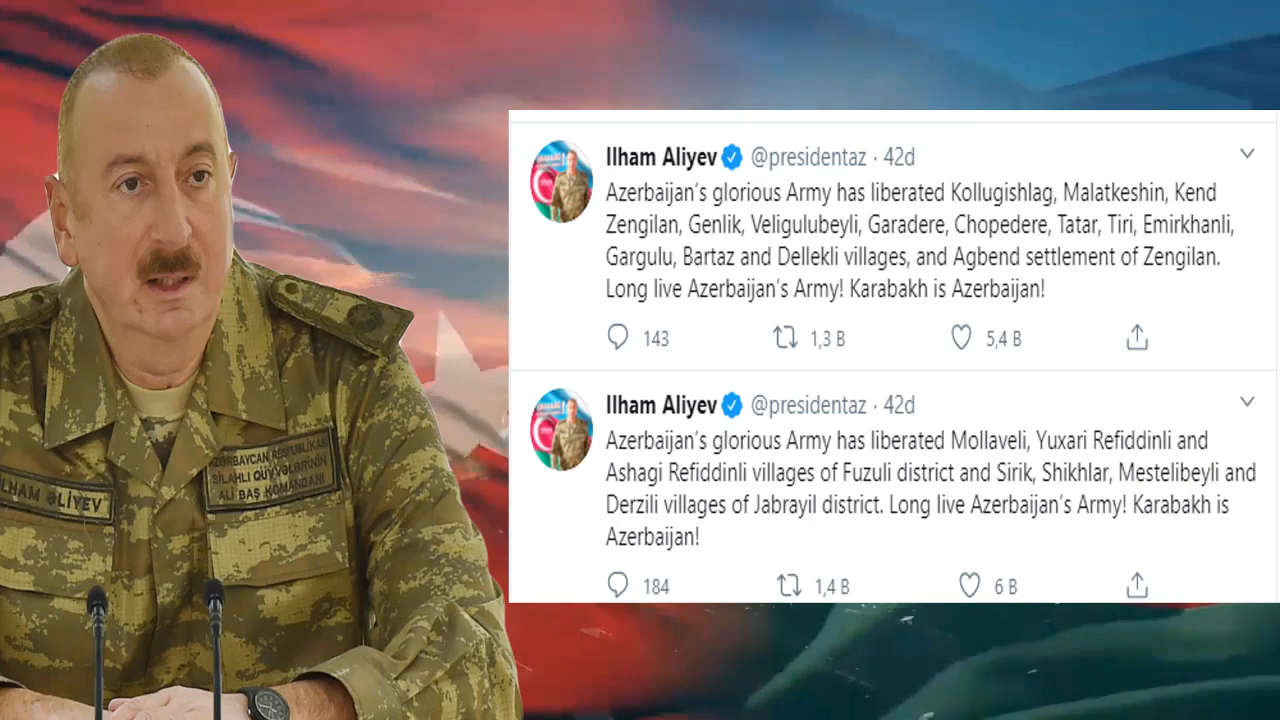 İLHAM ƏLİYEV
AZƏRBAYCAN RESPUBLİKASI
SİLAHLI QÜVVƏLƏRİNİN
ALİ BAŞ KOMANDANI
Ilham Aliyev @presidentaz · 42d
Azerbaijan’s glorious Army has liberated Kollugishlag, Malatkeshin, Kend
Zengilan, Genlik, Veligulubeyli, Garadere, Chopedere, Tatar, Tiri, Emirkhanli,
Gargulu, Bartaz and Dellekli villages, and Agbend settlement of Zengilan.
Long live Azerbaijan’s Army! Karabakh is Azerbaijan!
143 1,3 B 5,4 B
Ilham Aliyev @presidentaz · 42d
Azerbaijan’s glorious Army has liberated Mollaveli, Yuxari Refiddinli and
Ashagi Refiddinli villages of Fuzuli district and Sirik, Shikhlar, Mestelibeyli and
Derzili villages of Jabrayil district. Long live Azerbaijan’s Army! Karabakh is
Azerbaijan!
184 1,4 B 6 B